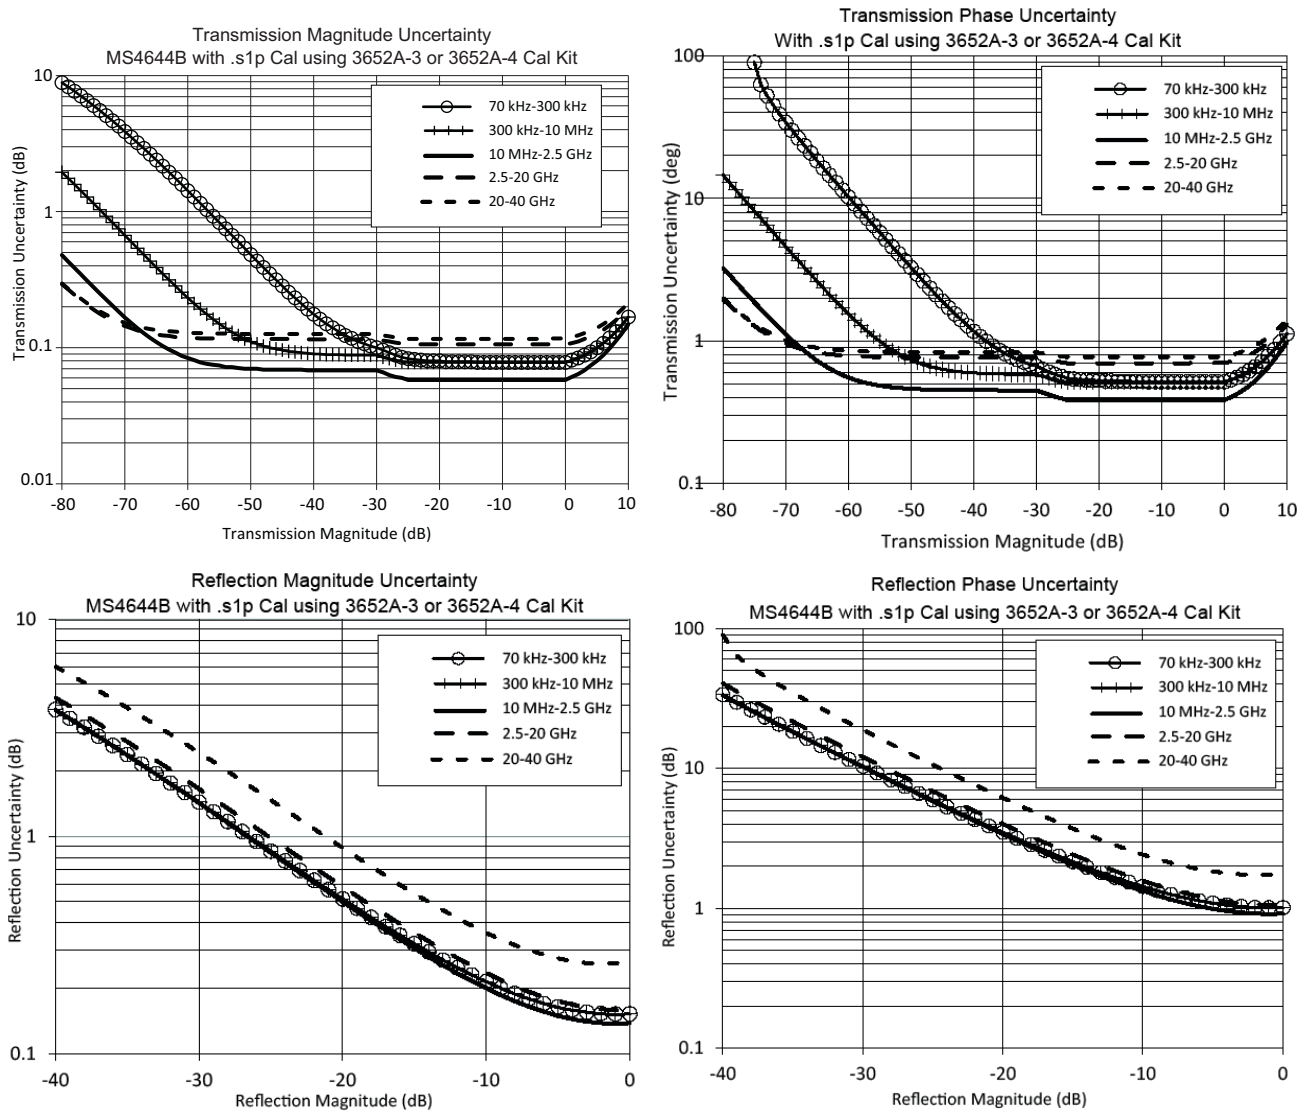 Transmission Magnitude Uncertainty
MS4644B with .s1p Cal using 3652A-3 or 3652A-4 Cal Kit
10
1
0.1
0.01
Transmission Uncertainty (dB)
70 kHz-300 kHz
300 kHz-10 MHz
10 MHz-2.5 GHz
2.5-20 GHz
20-40 GHz
-80 -70 -60 -50 -40 -30 -20 -10 0 10
Transmission Magnitude (dB)
Transmission Phase Uncertainty
With .s1p Cal using 3652A-3 or 3652A-4 Cal Kit
100
10
1
0.1
Transmission Uncertainty (deg)
70 kHz-300 kHz
300 kHz-10 MHz
10 MHz-2.5 GHz
2.5-20 GHz
20-40 GHz
-80 -70 -60 -50 -40 -30 -20 -10 0 10
Transmission Magnitude (dB)
Reflection Magnitude Uncertainty
MS4644B with .s1p Cal using 3652A-3 or 3652A-4 Cal Kit
10
1
0.1
Reflection Uncertainty (dB)
70 kHz-300 kHz
300 kHz-10 MHz
10 MHz-2.5 GHz
2.5-20 GHz
20-40 GHz
-40 -30 -20 -10 0
Reflection Magnitude (dB)
Reflection Phase Uncertainty
MS4644B with .s1p Cal using 3652A-3 or 3652A-4 Cal Kit
100
10
1
0.1
Reflection Uncertainty (dB)
70 kHz-300 kHz
300 kHz-10 MHz
10 MHz-2.5 GHz
2.5-20 GHz
20-40 GHz
-40 -30 -20 -10 0
Reflection Magnitude (dB)